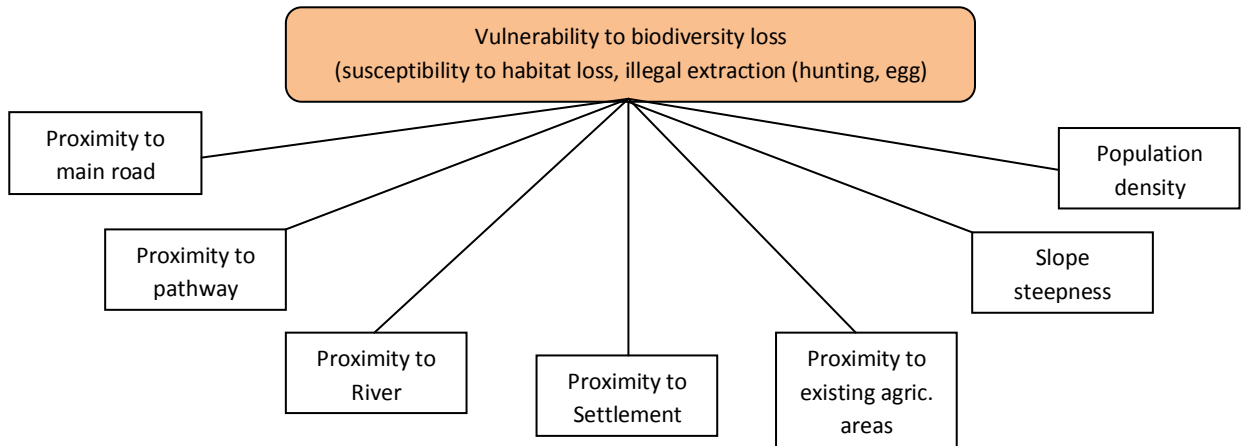 Vulnerability to biodiversity loss
(susceptibility to habitat loss, illegal extraction (hunting, egg)
Proximity to
main road
Population
density
Proximity to
pathway
Slope
steepness
Proximity to
River
Proximity to
Settlement
Proximity to
existing agric.
areas